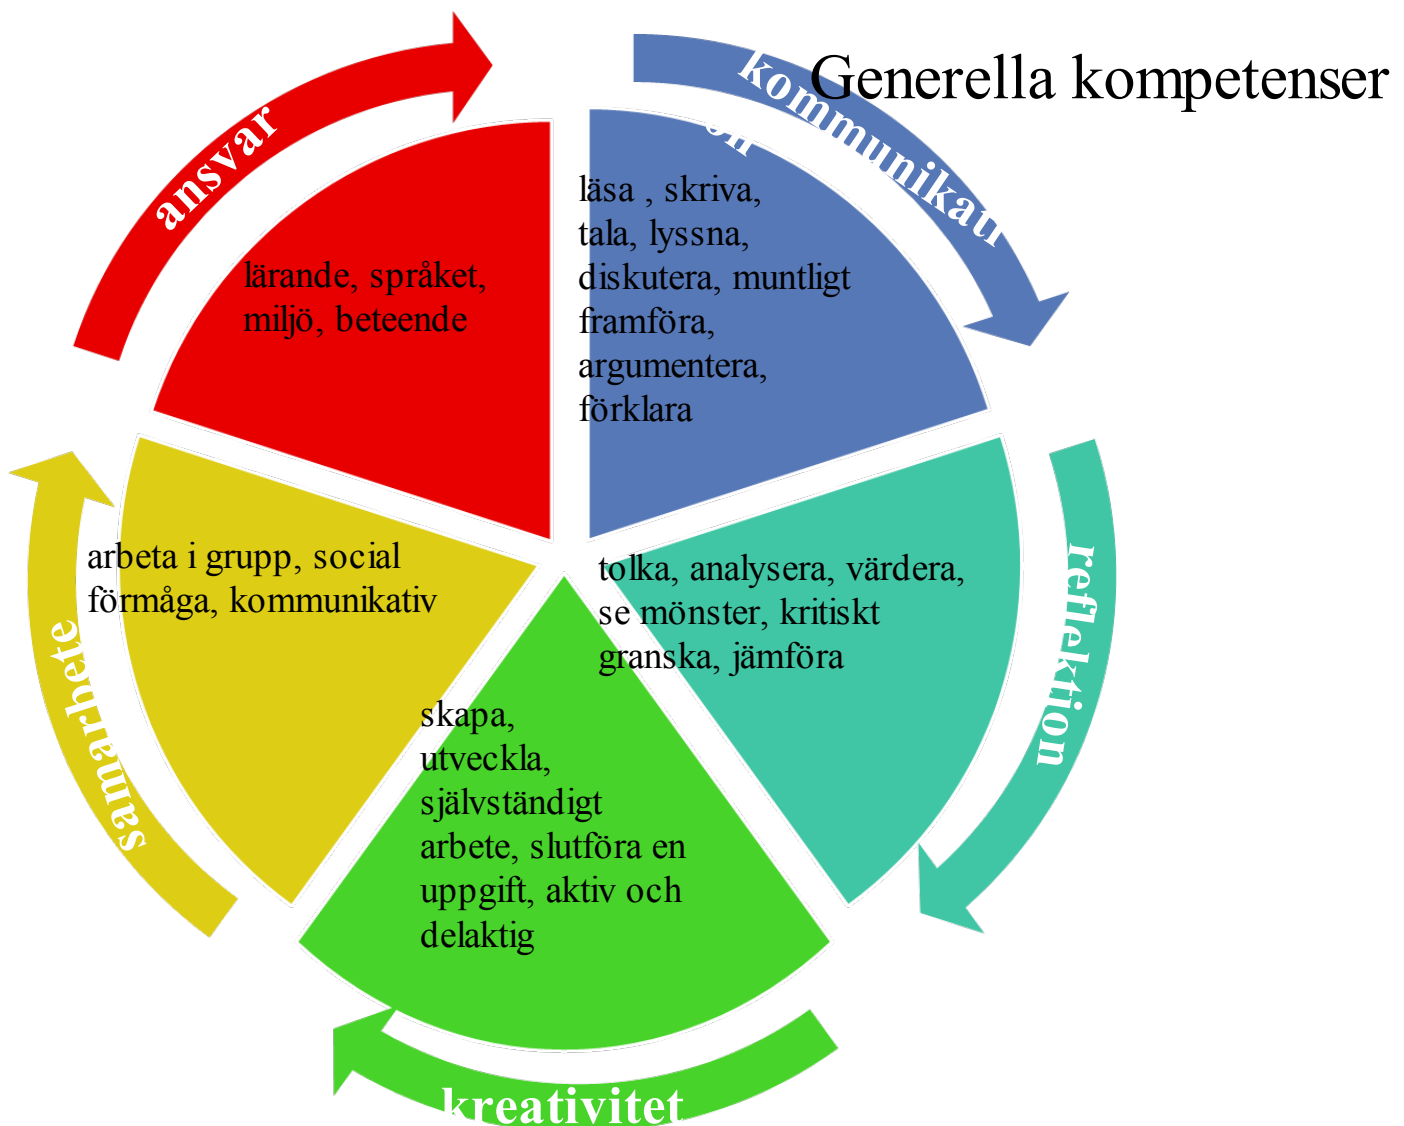 Generella kompetenser
kommunikati
on
läsa , skriva,
tala, lyssna,
diskutera, muntligt
framföra,
argumentera,
förklara
reflektion
tolka, analysera, värdera,
se mönster, kritiskt
granska, jämföra
kreativitet
skapa,
utveckla,
självständigt
arbete, slutföra en
uppgift, aktiv och
delaktig
samarbete
arbeta i grupp, social
förmåga, kommunikativ
ansvar
lärande, språket,
miljö, beteende